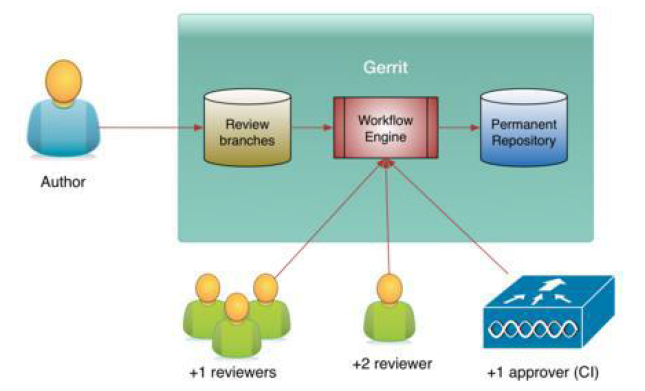 Gerrit
Review
branches
Workflow
Engine
Permanent
Repository
Author
+1 reviewers
+2 reviewer
+1 approver (CI)